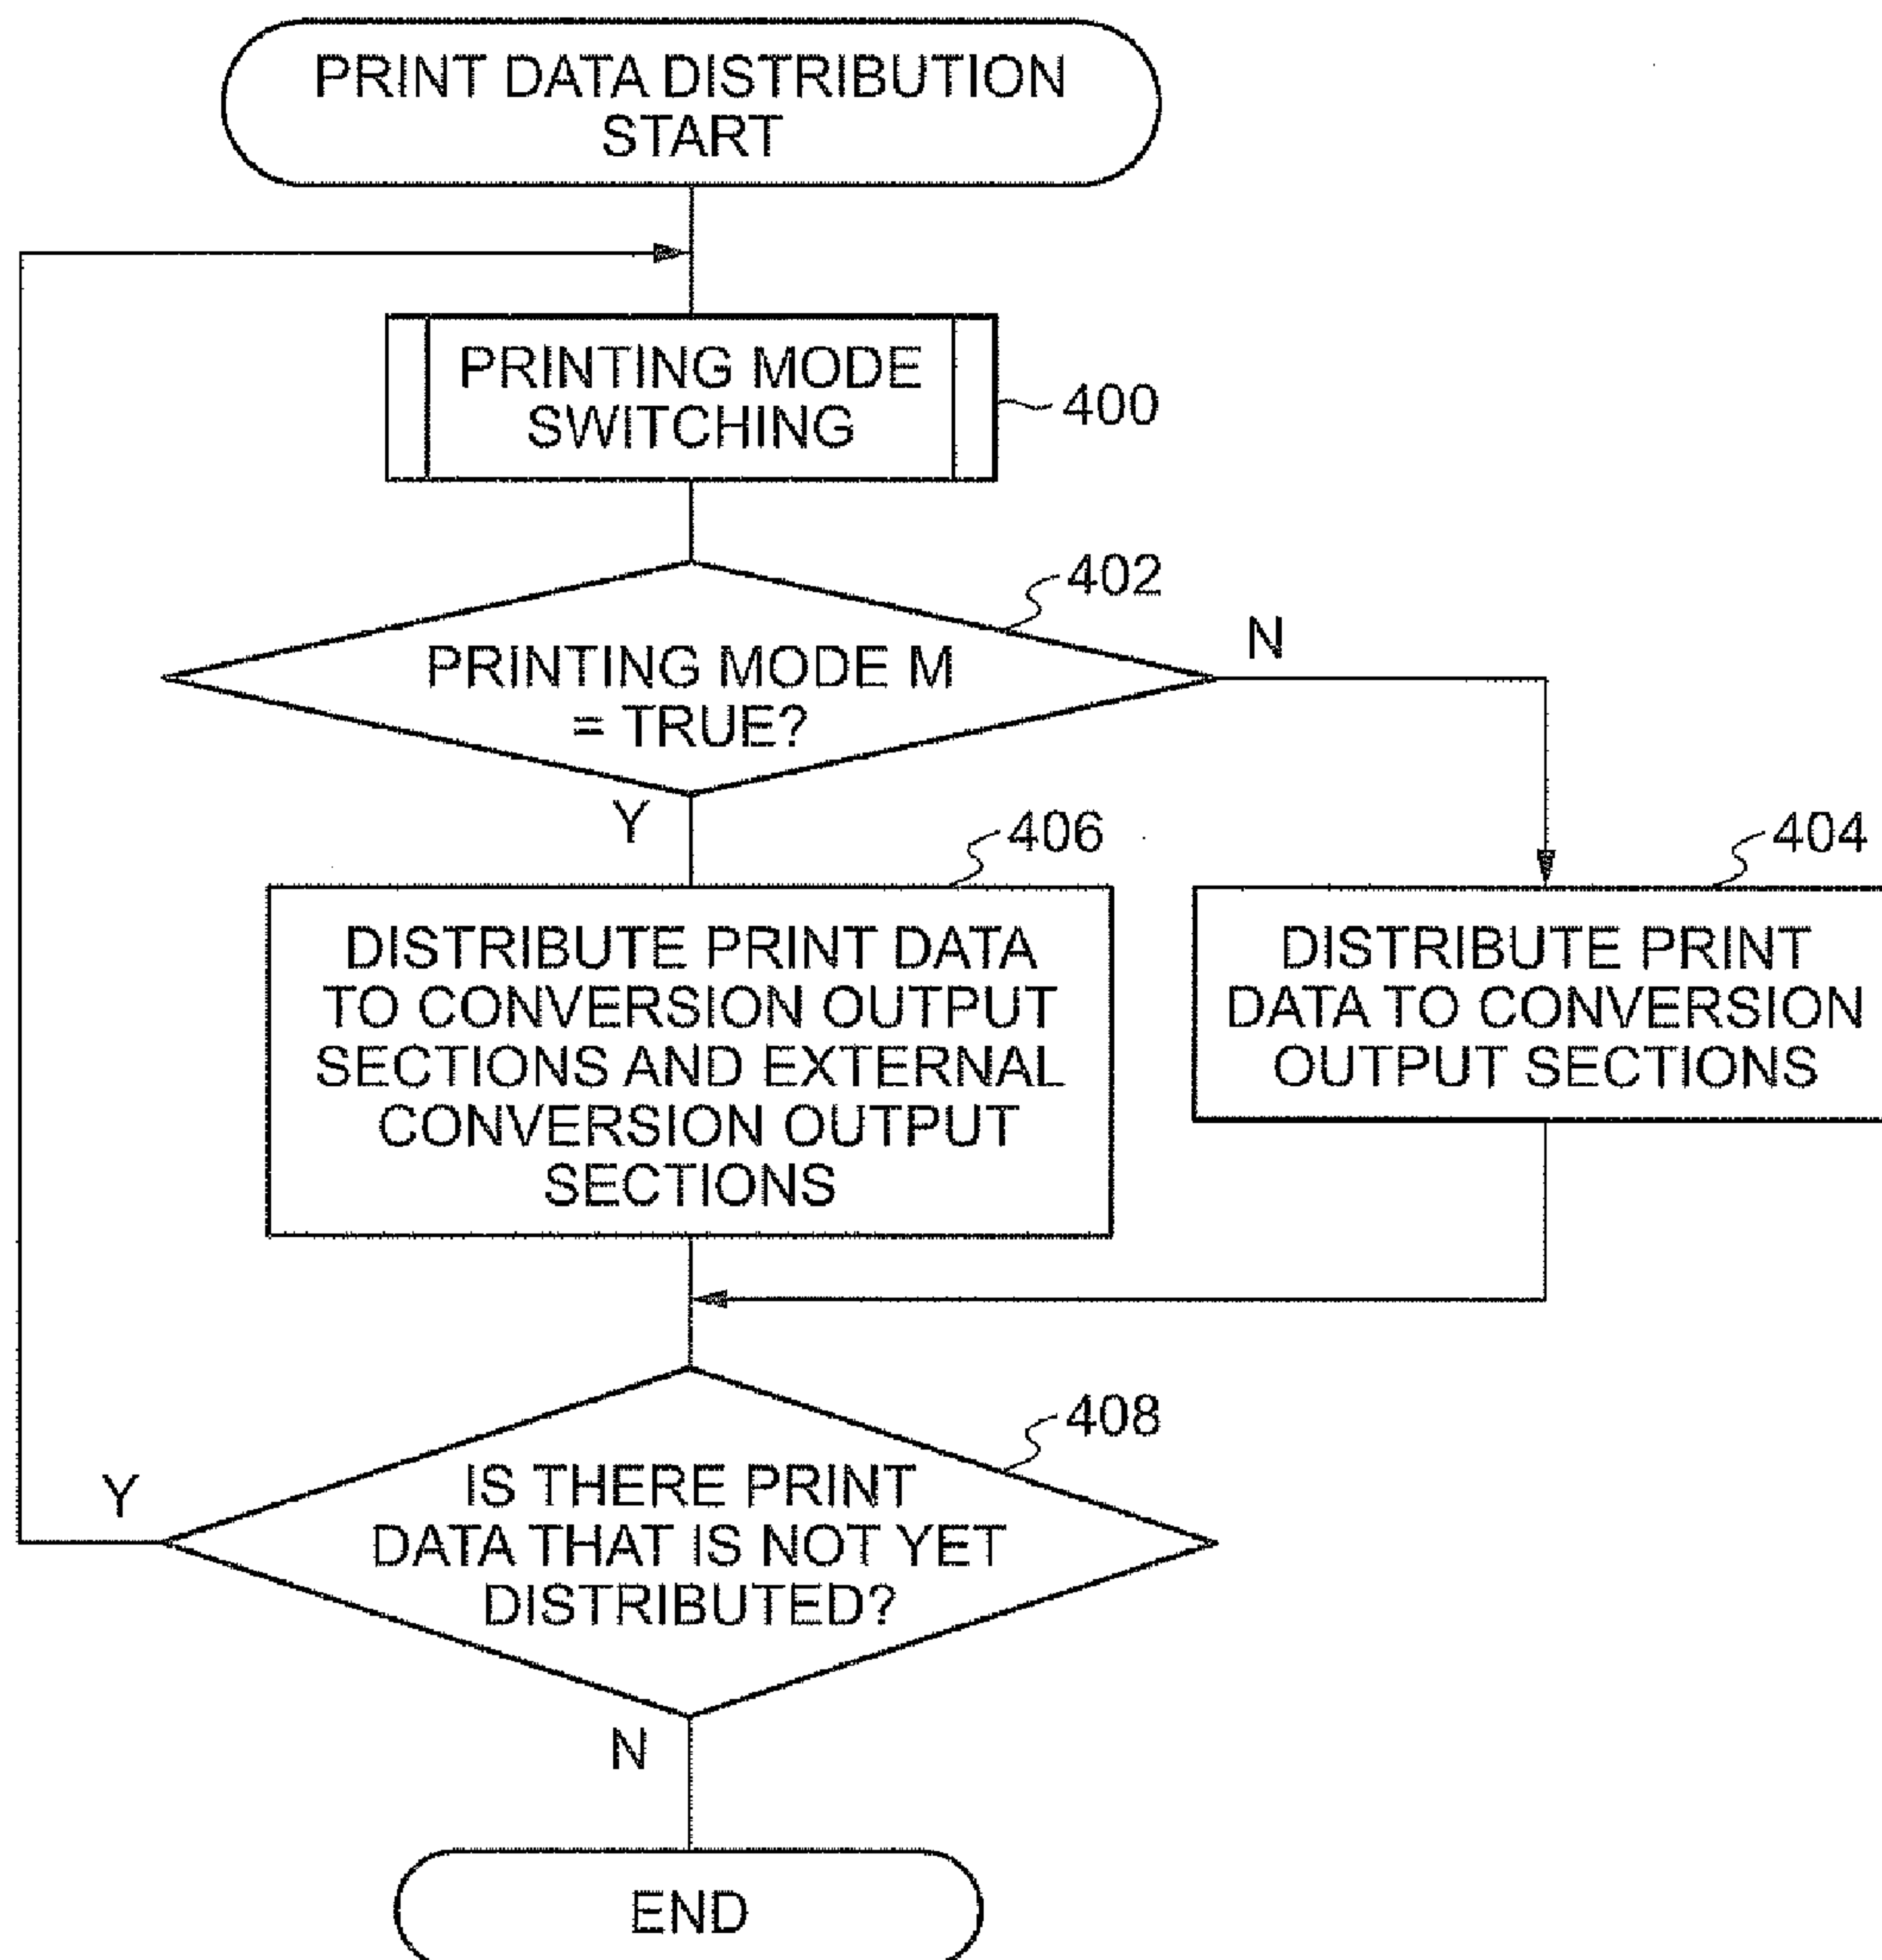 PRINT DATA DISTRIBUTION
START
PRINTING MODE
SWITCHING
400
402
PRINTING MODE M
= TRUE?
N
Y
406
DISTRIBUTE PRINT DATA
TO CONVERSION OUTPUT
SECTIONS AND EXTERNAL
CONVERSION OUTPUT
SECTIONS
404
DISTRIBUTE PRINT
DATA TO CONVERSION
OUTPUT SECTIONS
408
IS THERE PRINT
DATA THAT IS NOT YET
DISTRIBUTED?
Y
N
END